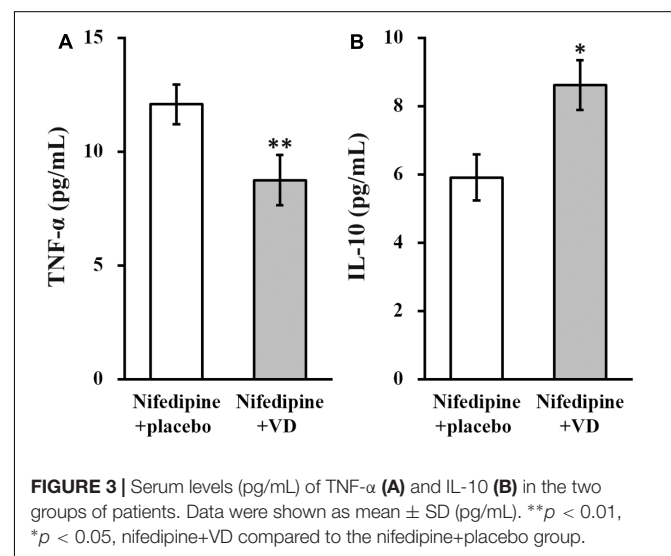 A
15
10
5
0
TNF-α (pg/mL)
**
Nifedipine +placebo
Nifedipine +VD
B
10
8
6
4
2
0
IL-10 (pg/mL)
*
Nifedipine +placebo
Nifedipine +VD
FIGURE 3 | Serum levels (pg/mL) of TNF-α (A) and IL-10 (B) in the two
groups of patients. Data were shown as mean ± SD (pg/mL). **p < 0.01,
*p < 0.05, nifedipine+VD compared to the nifedipine+placebo group.